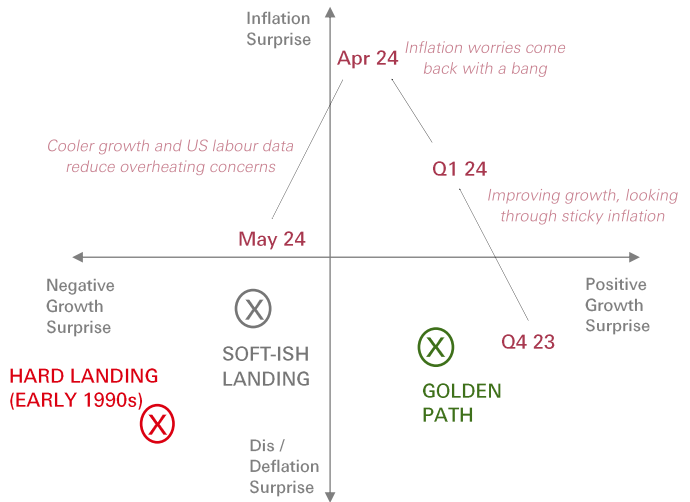 Inflation
Surprise
Apr 24
Inflation worries come
back with a bang
Cooler growth and US labour data
reduce overheating concerns
Q1 24
Improving growth, looking
through sticky inflation
May 24
Negative
Growth
Surprise
Positive
Growth
Surprise
X
SOFT-ISH
LANDING
X
Q4 23
GOLDEN
PATH
HARD LANDING
(EARLY 1990s)
X
Dis /
Deflation
Surprise